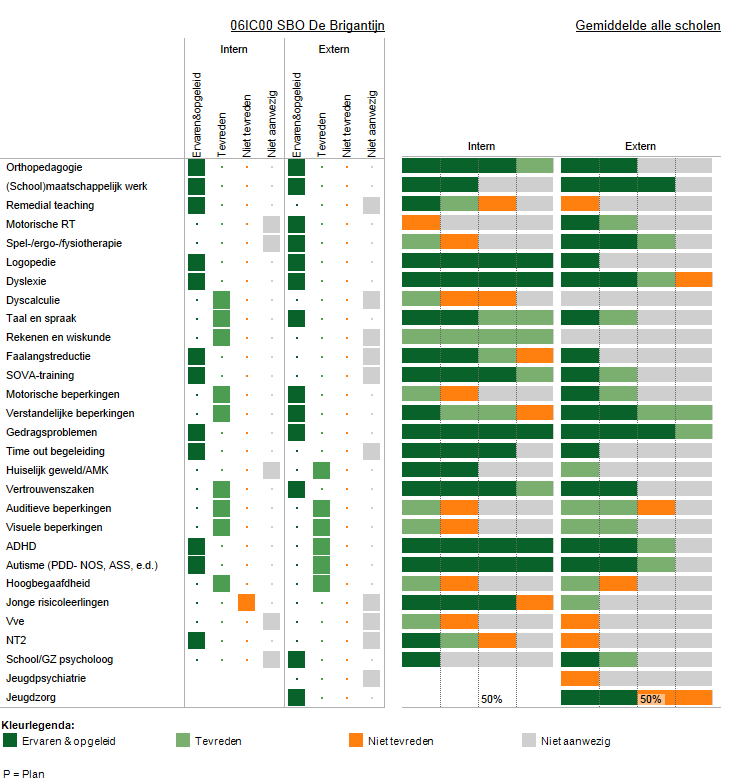 06IC00 SBO De Brigantijn
Gemiddelde alle scholen
Intern
Extern
Ervaren&opgeleid
Tevreden
Niet tevreden
Niet aanwezig
Ervaren&opgeleid
Tevreden
Niet tevreden
Niet aanwezig
Intern
Extern
Orthopedagogie
(School)maatschappelijk werk
Remedial teaching
Motorische RT
Spel-/ergo-/fysiotherapie
Logopedie
Dyslexie
Dyscalculie
Taal en spraak
Rekenen en wiskunde
Faalangstreductie
SOVA-training
Motorische beperkingen
Verstandelijke beperkingen
Gedragsproblemen
Time out begeleiding
Huiselijk geweld/AMK
Vertrouwenszaken
Auditieve beperkingen
Visuele beperkingen
ADHD
Autisme (PDD- NOS, ASS, e.d.)
Hoogbegaafdheid
Jonge risicoleerlingen
Vve
NT2
School/GZ psycholoog
Jeugdpsychiatrie
Jeugdzorg
50%
50%
Kleurlegenda:
Ervaren & opgeleid
Tevreden
Niet tevreden
Niet aanwezig
P = Plan